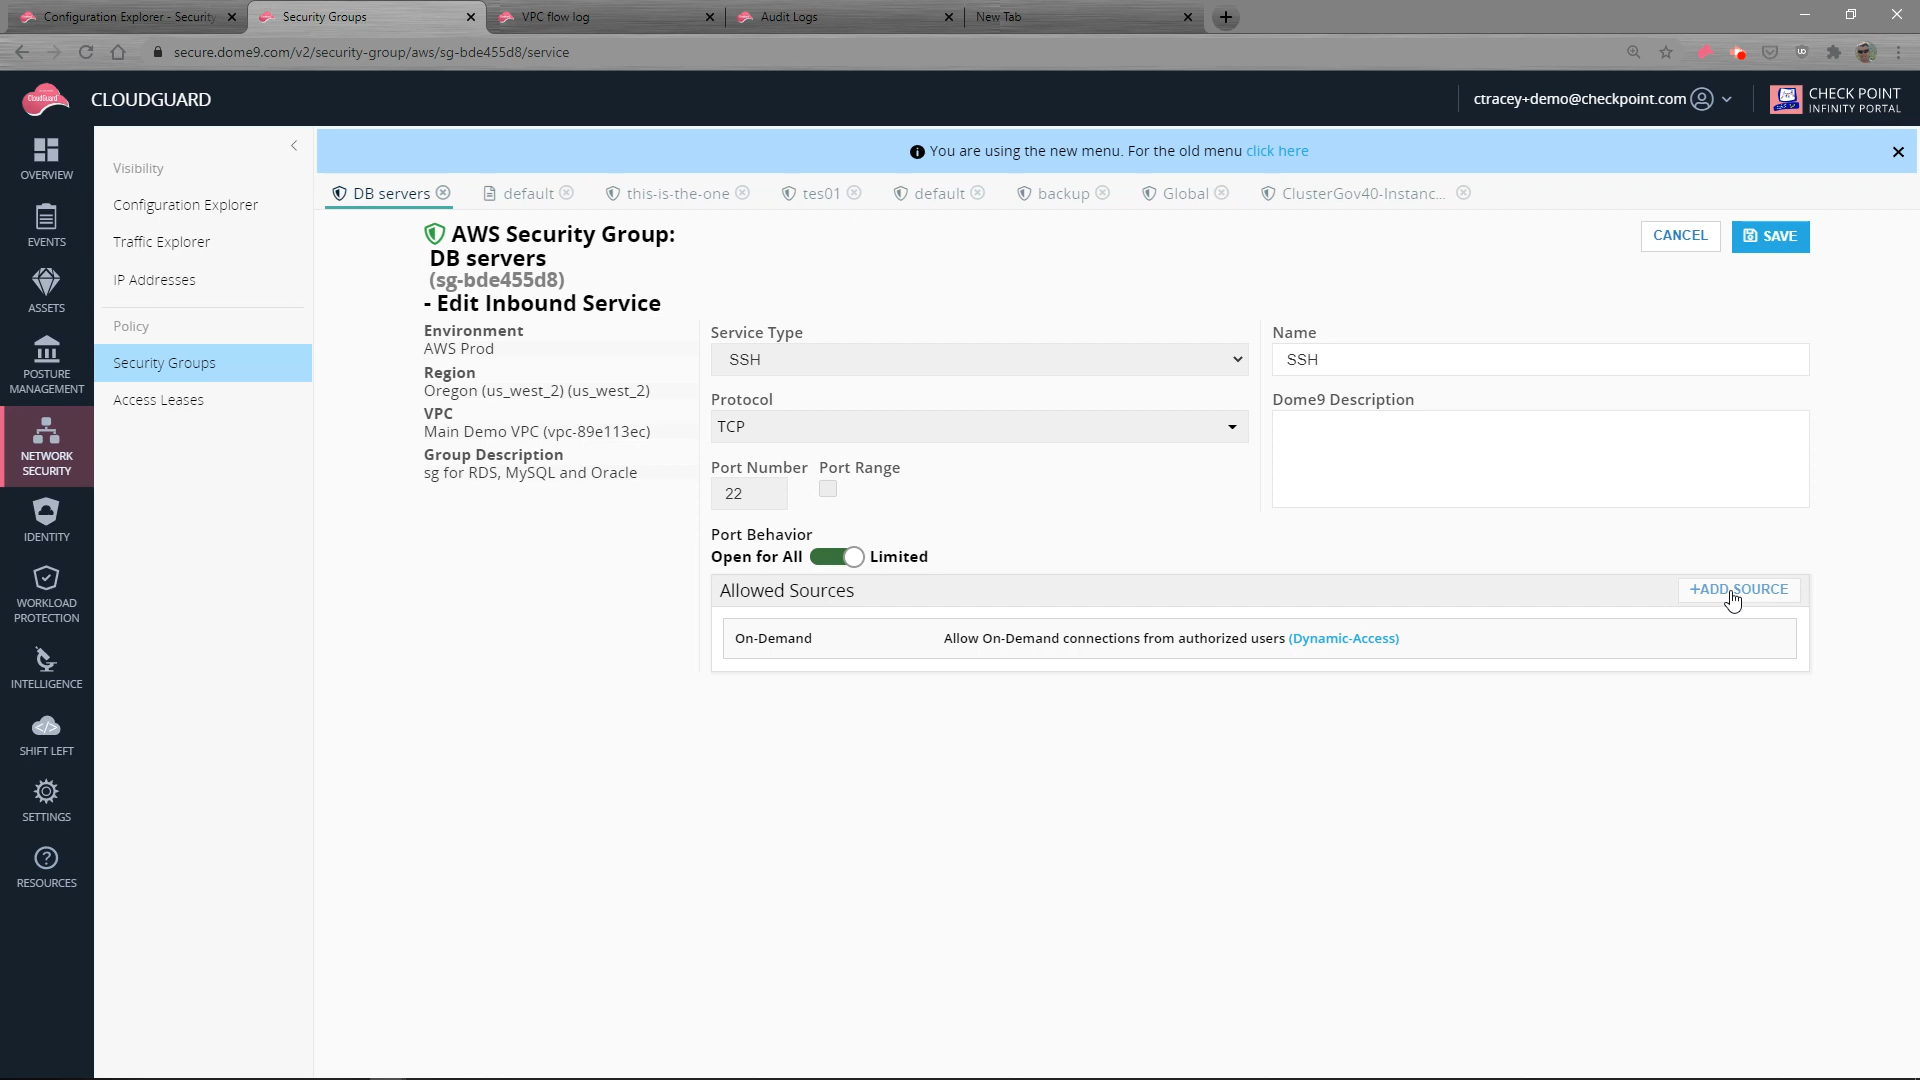 Configuration Explorer - Security
Security Groups
VPC flow log
Audit Logs
New Tab
secure.dome9.com/v2/security-group/aws/sg-bde455d8/service
CloudGuard
CLOUDGUARD
ctracey+demo@checkpoint.com
CHECK POINT
INFINITY PORTAL
OVERVIEW
EVENTS
ASSETS
POSTURE
MANAGEMENT
NETWORK
SECURITY
IDENTITY
WORKLOAD
PROTECTION
INTELLIGENCE
SHIFT LEFT
SETTINGS
RESOURCES
Visibility
Configuration Explorer
Traffic Explorer
IP Addresses
Policy
Security Groups
Access Leases
You are using the new menu. For the old menu click here
DB servers
default
this-is-the-one
tes01
default
backup
Global
ClusterGov40-Instanc...
AWS Security Group:
DB servers
(sg-bde455d8)
- Edit Inbound Service
CANCEL
SAVE
Environment
AWS Prod
Region
Oregon (us_west_2) (us_west_2)
VPC
Main Demo VPC (vpc-89e113ec)
Group Description
sg for RDS, MySQL and Oracle
Service Type
SSH
Protocol
TCP
Port Number
Port Range
22
Name
SSH
Dome9 Description
Port Behavior
Open for All
Limited
Allowed Sources
+ADD SOURCE
On-Demand
Allow On-Demand connections from authorized users (Dynamic-Access)